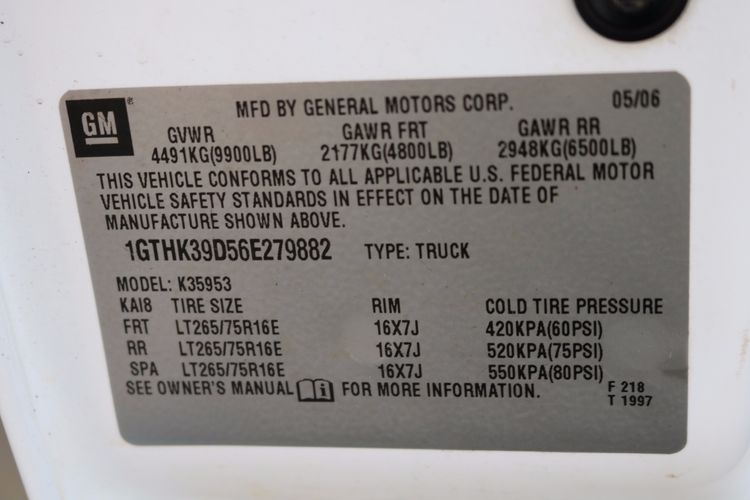 GM ®
MFD BY GENERAL MOTORS CORP. 05/06
GVWR GAWR FRT GAWR RR
4491KG(9900LB) 2177KG(4800LB) 2948KG(6500LB)
THIS VEHICLE CONFORMS TO ALL APPLICABLE U.S. FEDERAL MOTOR
VEHICLE SAFETY STANDARDS IN EFFECT ON THE DATE OF
MANUFACTURE SHOWN ABOVE.
1GTHK39D56E279882 TYPE: TRUCK
MODEL: K35953
KAI8 TIRE SIZE RIM COLD TIRE PRESSURE
FRT LT265/75R16E 16X7J 420KPA(60PSI)
RR LT265/75R16E 16X7J 520KPA(75PSI)
SPA LT265/75R16E 16X7J 550KPA(80PSI)
SEE OWNER'S MANUAL FOR MORE INFORMATION. F 218
T 1997